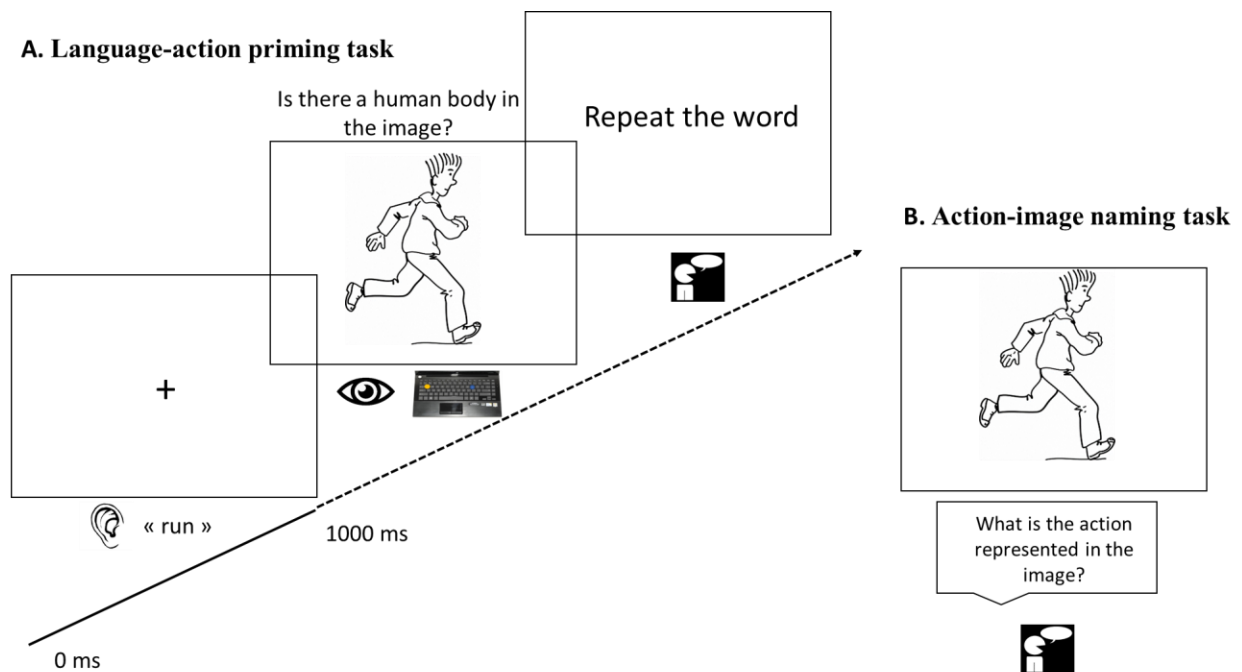 A. Language-action priming task
Is there a human body in
the image?
Repeat the word
+
« run »
1000 ms
0 ms
B. Action-image naming task
What is the action
represented in the
image?